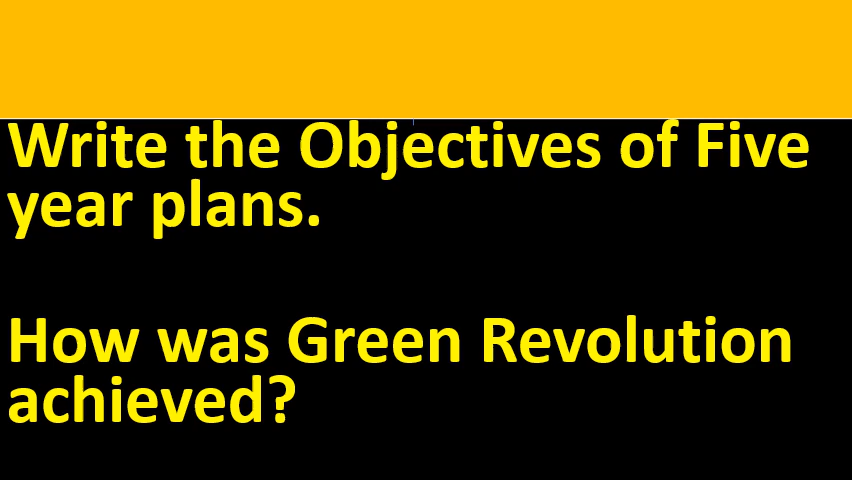 Write the Objectives of Five
year plans.
How was Green Revolution
achieved?